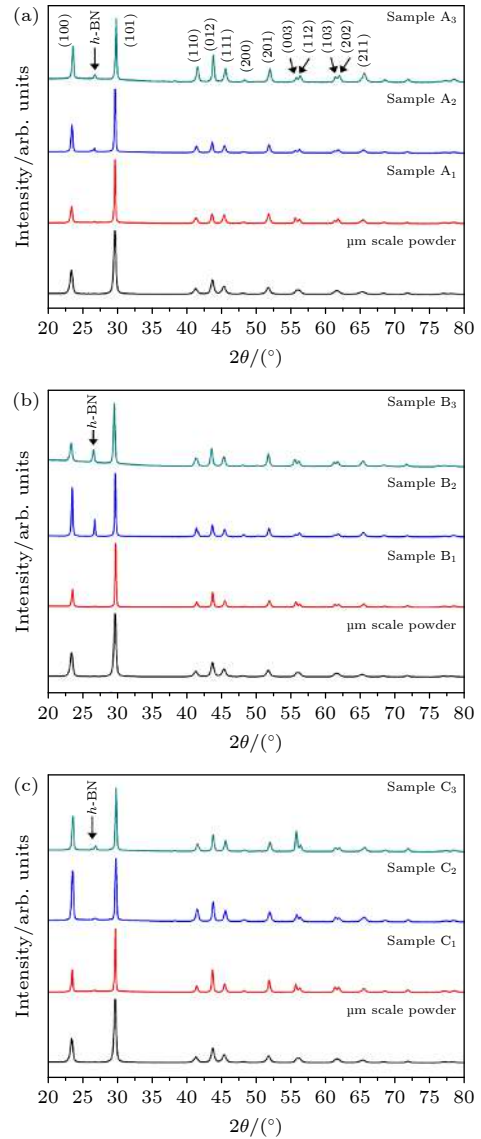 (a)
Sample A₃
(100)
h-BN
(101)
(110)
(012)
(111)
(200)
(201)
(003)
(112)
(103)
(202)
(211)
Sample A₂
Sample A₁
µm scale powder
Intensity/arb. units
20 25 30 35 40 45 50 55 60 65 70 75 80
2θ/(°)
(b)
h-BN
Sample B₃
Sample B₂
Sample B₁
µm scale powder
Intensity/arb. units
20 25 30 35 40 45 50 55 60 65 70 75 80
2θ/(°)
(c)
h-BN
Sample C₃
Sample C₂
Sample C₁
µm scale powder
Intensity/arb. units
20 25 30 35 40 45 50 55 60 65 70 75 80
2θ/(°)